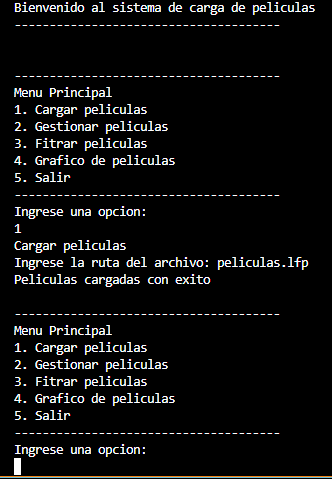 Bienvenido al sistema de carga de peliculas
--------------------------------------
--------------------------------------
Menu Principal
1. Cargar peliculas
2. Gestionar peliculas
3. Fitrar peliculas
4. Grafico de peliculas
5. Salir
--------------------------------------
Ingrese una opcion:
1
Cargar peliculas
Ingrese la ruta del archivo: peliculas.lfp
Peliculas cargadas con exito
--------------------------------------
Menu Principal
1. Cargar peliculas
2. Gestionar peliculas
3. Fitrar peliculas
4. Grafico de peliculas
5. Salir
--------------------------------------
Ingrese una opcion: